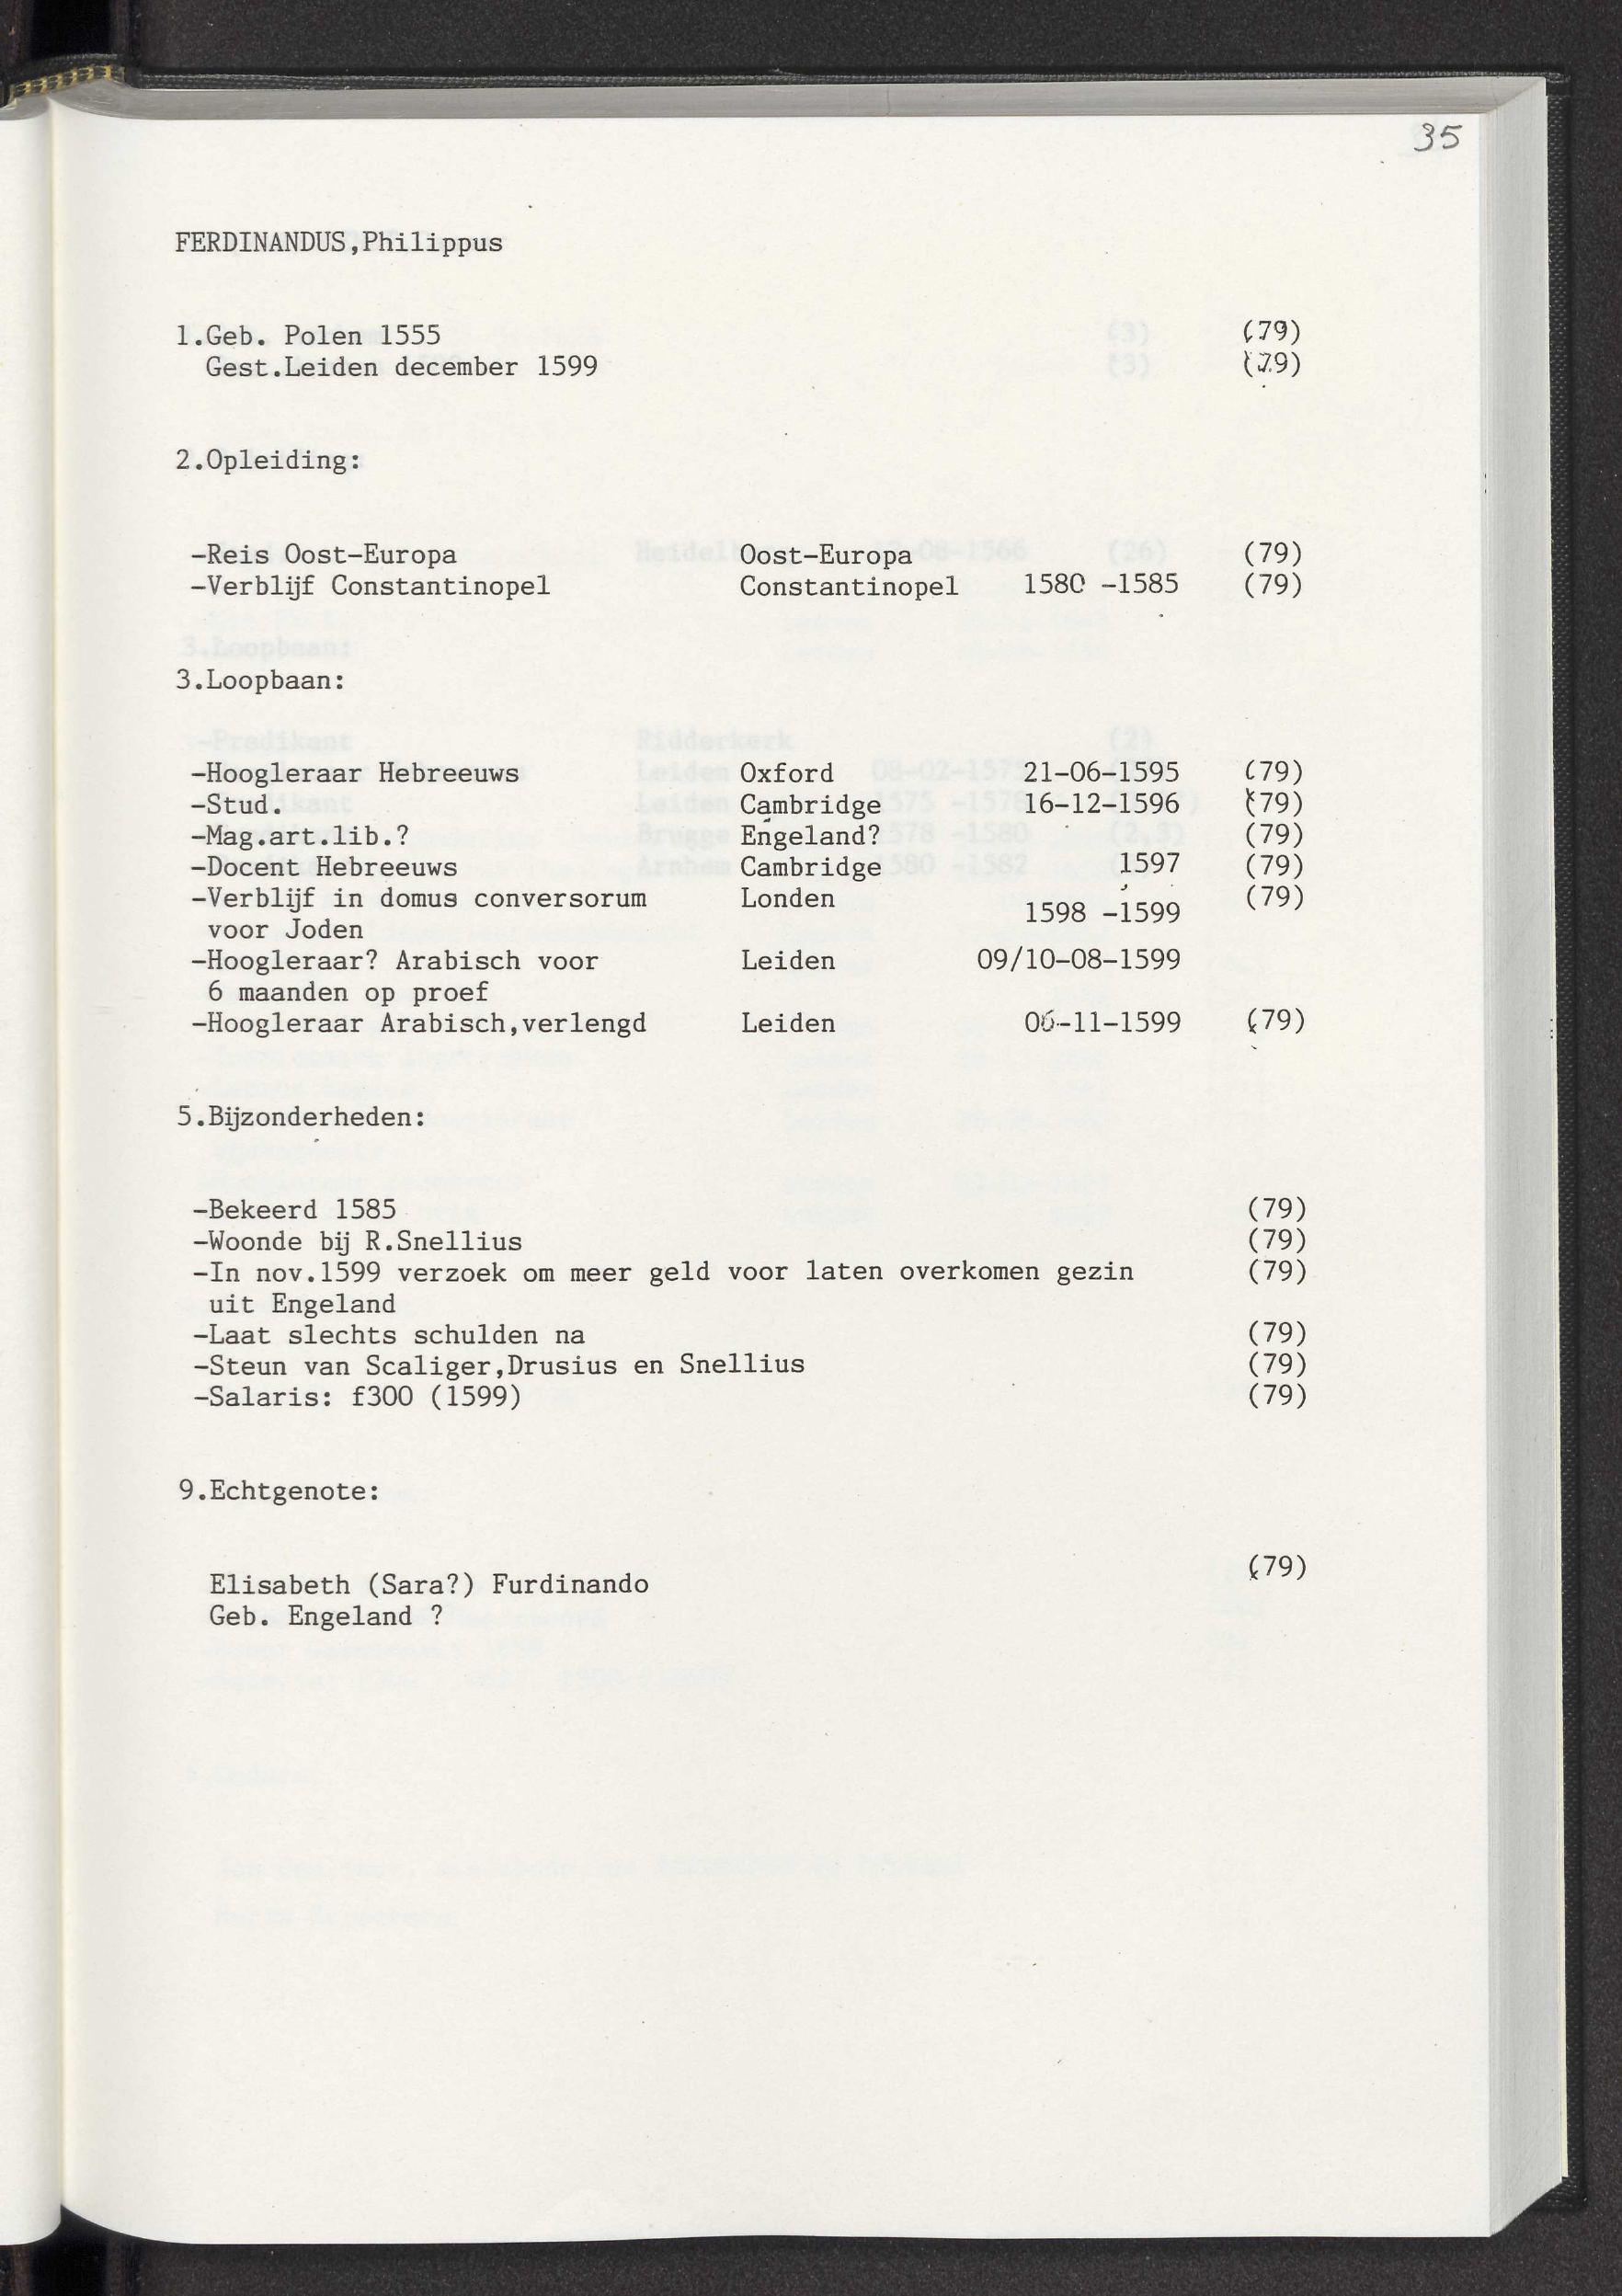 35
FERDINANDUS,Philippus
1.Geb. Polen 1555 (79)
Gest.Leiden december 1599 (79)
2.Opleiding:
-Reis Oost-Europa Oost-Europa (79)
-Verblijf Constantinopel Constantinopel 1580 -1585 (79)
3.Loopbaan:
-Hoogleraar Hebreeuws Oxford 21-06-1595 (79)
-Stud. Cambridge 16-12-1596 (79)
-Mag.art.lib.? Engeland? (79)
-Docent Hebreeuws Cambridge 1597 (79)
-Verblijf in domus conversorum Londen 1598 -1599 (79)
voor Joden
-Hoogleraar? Arabisch voor Leiden 09/10-08-1599
6 maanden op proef
-Hoogleraar Arabisch,verlengd Leiden 06-11-1599 (79)
5.Bijzonderheden:
-Bekeerd 1585 (79)
-Woonde bij R.Snellius (79)
-In nov.1599 verzoek om meer geld voor laten overkomen gezin (79)
uit Engeland
-Laat slechts schulden na (79)
-Steun van Scaliger,Drusius en Snellius (79)
-Salaris: f300 (1599) (79)
9.Echtgenote:
Elisabeth (Sara?) Furdinando (79)
Geb. Engeland ?